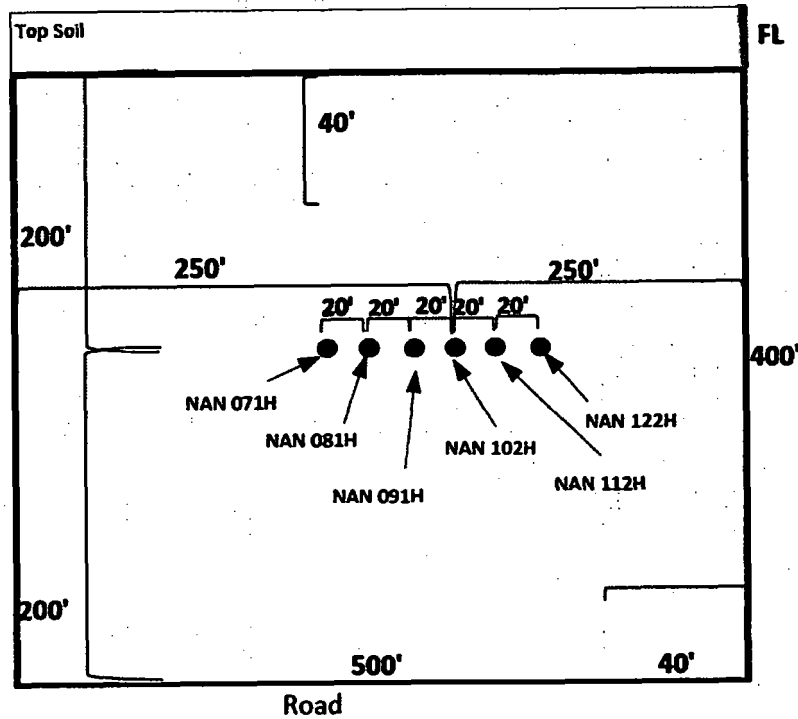 Top Soil
FL
40'
200'
250'
250'
20' 20' 20' 20' 20'
400'
NAN 071H
NAN 081H
NAN 091H
NAN 102H
NAN 112H
NAN 122H
200'
500'
40'
Road